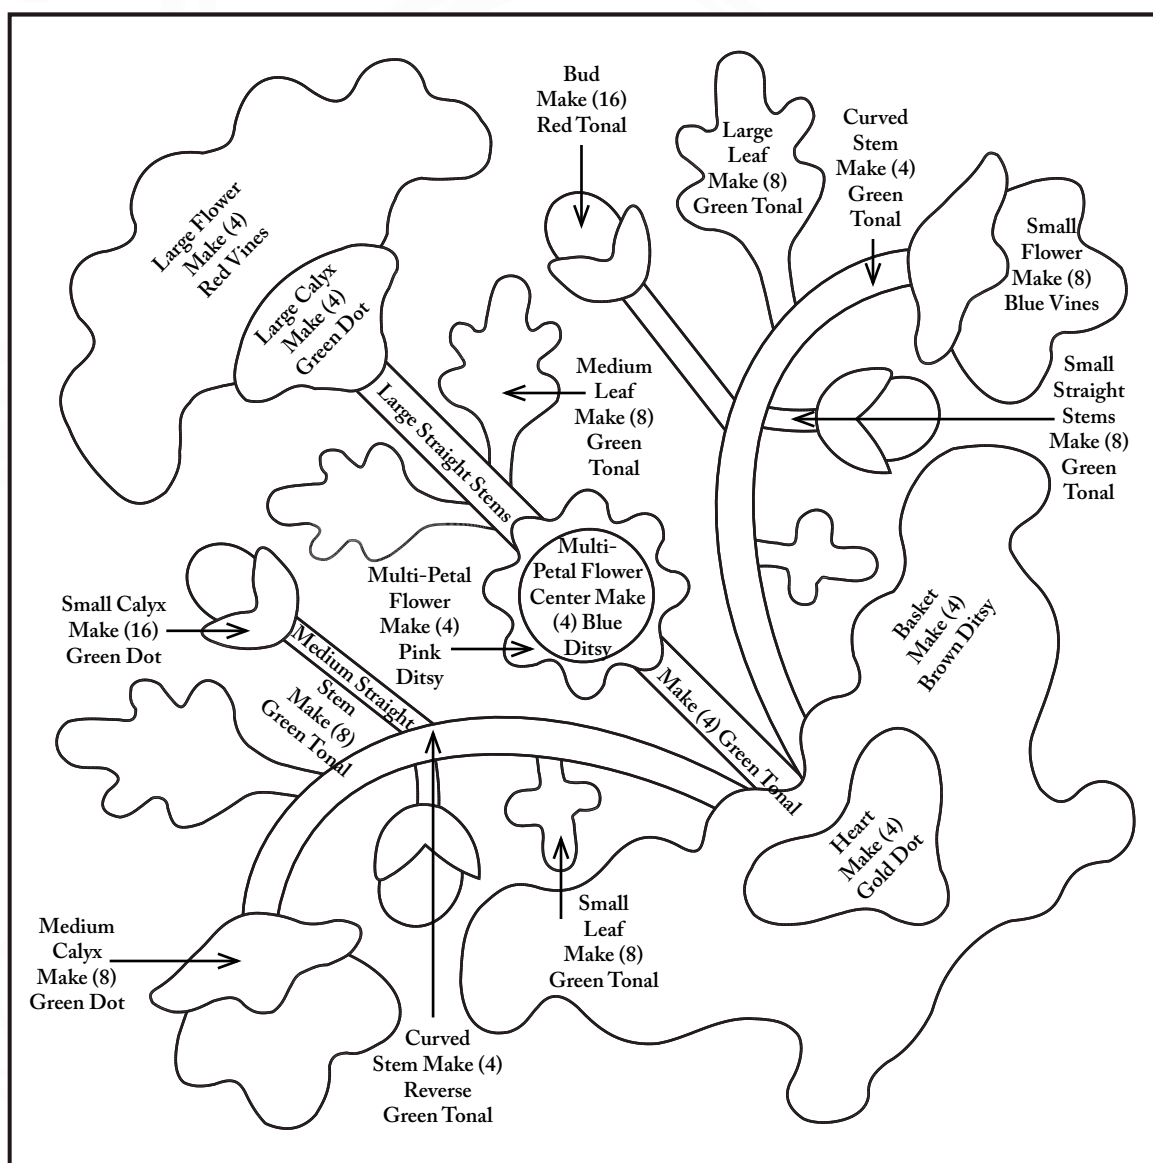 Bud
Make (16)
Red Tonal
Large
Leaf
Make (8)
Green Tonal
Curved
Stem
Make (4)
Green
Tonal
Large Flower
Make (4)
Red Vines
Small
Flower
Make (8)
Blue Vines
Large Calyx
Make (4)
Green Dot
Medium
Leaf
Make (8)
Green
Tonal
Small
Straight
Stems
Make (8)
Green
Tonal
Large Straight Stems
Make (4) Green Tonal
Multi-
Petal Flower
Center Make
(4) Blue
Ditsy
Multi-Petal
Flower
Make (4)
Pink
Ditsy
Small Calyx
Make (16)
Green Dot
Basket
Make (4)
Brown Ditsy
Medium Straight
Stem
Make (8)
Green Tonal
Heart
Make (4)
Gold Dot
Small
Leaf
Make (8)
Green Tonal
Medium
Calyx
Make (8)
Green Dot
Curved
Stem Make (4)
Reverse
Green Tonal